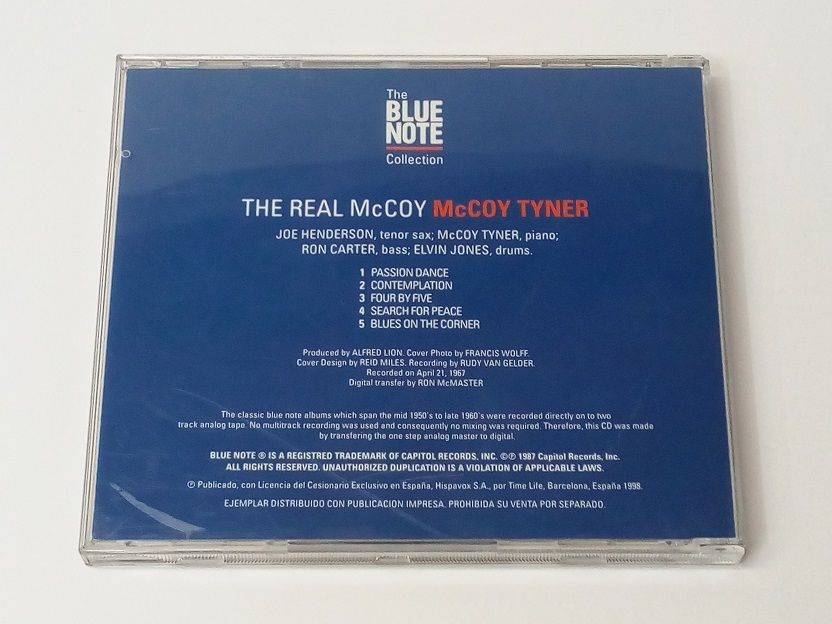 The
BLUE
NOTE
Collection
THE REAL McCOY McCOY TYNER
JOE HENDERSON, tenor sax; McCOY TYNER, piano;
RON CARTER, bass; ELVIN JONES, drums.
1 PASSION DANCE
2 CONTEMPLATION
3 FOUR BY FIVE
4 SEARCH FOR PEACE
5 BLUES ON THE CORNER
Produced by ALFRED LION. Cover Photo by FRANCIS WOLFF.
Cover Design by REID MILES. Recording by RUDY VAN GELDER.
Recorded on April 21, 1967
Digital transfer by RON McMASTER
The classic blue note albums which span the mid 1950´s to late 1960´s were recorded directly on to two
track analog tape. No multitrack recording was used and consequently no mixing was required. Therefore, this CD was made
by transfering the one step analog master to digital.
BLUE NOTE ® IS A REGISTRED TRADEMARK OF CAPITOL RECORDS, INC. ©℗ 1987 Capitol Records, Inc.
ALL RIGHTS RESERVED. UNAUTHORIZED DUPLICATION IS A VIOLATION OF APPLICABLE LAWS.
℗ Publicado, con Licencia del Cesionario Exclusivo en España, Hispavox S.A., por Time Life, Barcelona, España 1998.
EJEMPLAR DISTRIBUIDO CON PUBLICACION IMPRESA. PROHIBIDA SU VENTA POR SEPARADO.